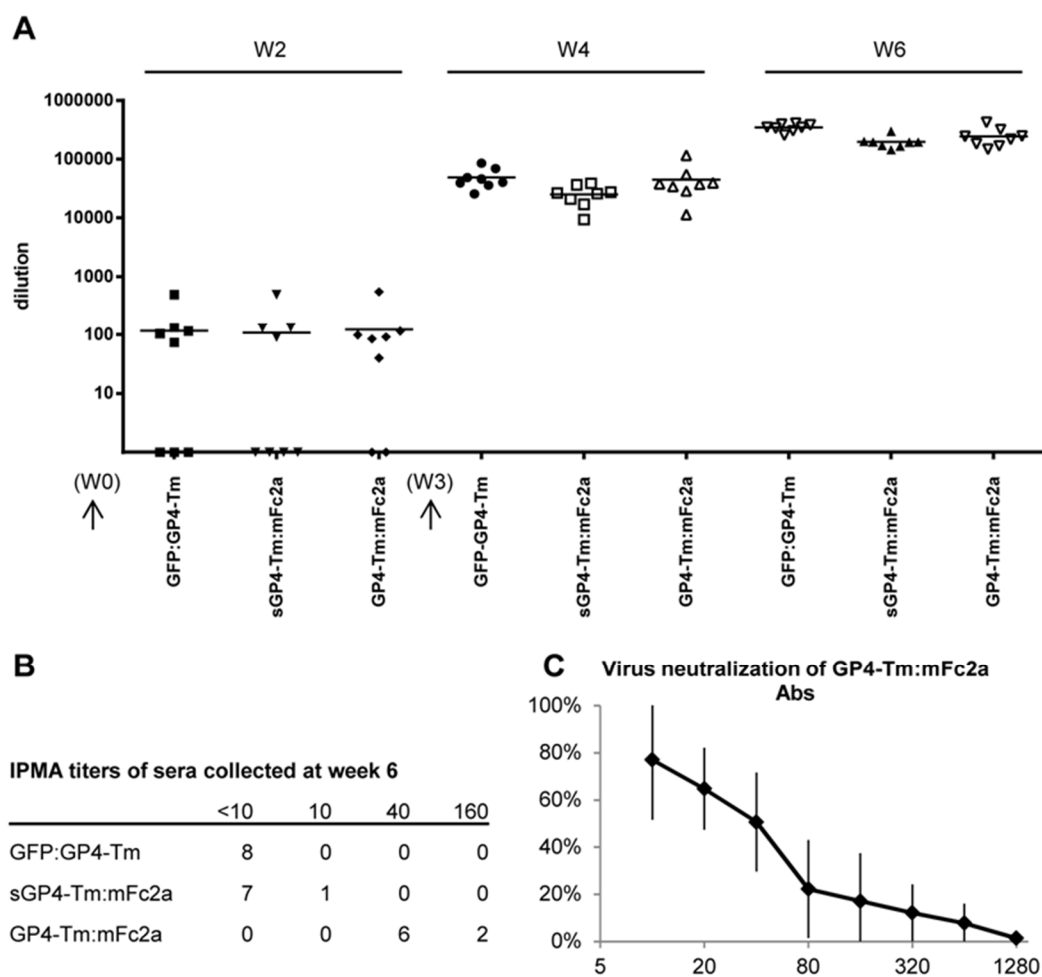 A
W2 W4 W6
1000000
100000
10000
1000
100
10
dilution
(W0) (W3)
GFP:GP4-Tm
sGP4-Tm:mFc2a
GP4-Tm:mFc2a
GFP-GP4-Tm
sGP4-Tm:mFc2a
GP4-Tm:mFc2a
GFP:GP4-Tm
sGP4-Tm:mFc2a
GP4-Tm:mFc2a
B
IPMA titers of sera collected at week 6
<10 10 40 160
GFP:GP4-Tm 8 0 0 0
sGP4-Tm:mFc2a 7 1 0 0
GP4-Tm:mFc2a 0 0 6 2
C
Virus neutralization of GP4-Tm:mFc2a
Abs
100%
80%
60%
40%
20%
0%
5 20 80 320 1280